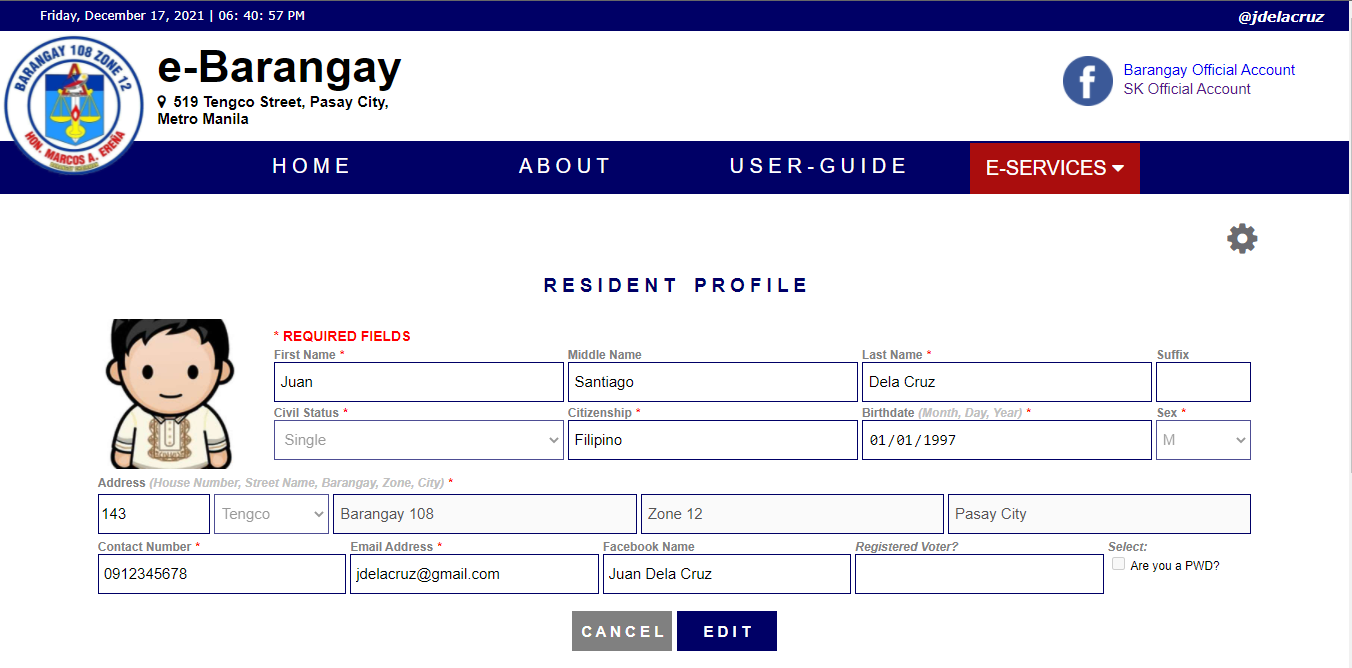 Friday, December 17, 2021 | 06: 40: 57 PM
@jdelacruz
BARANGAY 108 ZONE 12
HON. MARCOS A. EREÑA
e-Barangay
519 Tengco Street, Pasay City,
Metro Manila
Barangay Official Account
SK Official Account
HOME
ABOUT
USER-GUIDE
E-SERVICES
RESIDENT PROFILE
* REQUIRED FIELDS
First Name * Middle Name Last Name * Suffix
Juan Santiago Dela Cruz
Civil Status * Citizenship * Birthdate (Month, Day, Year) * Sex *
Single Filipino 01/01/1997 M
Address (House Number, Street Name, Barangay, Zone, City) *
143 Tengco Barangay 108 Zone 12 Pasay City
Contact Number * Email Address * Facebook Name Registered Voter? Select:
0912345678 jdelacruz@gmail.com Juan Dela Cruz Are you a PWD?
CANCEL EDIT